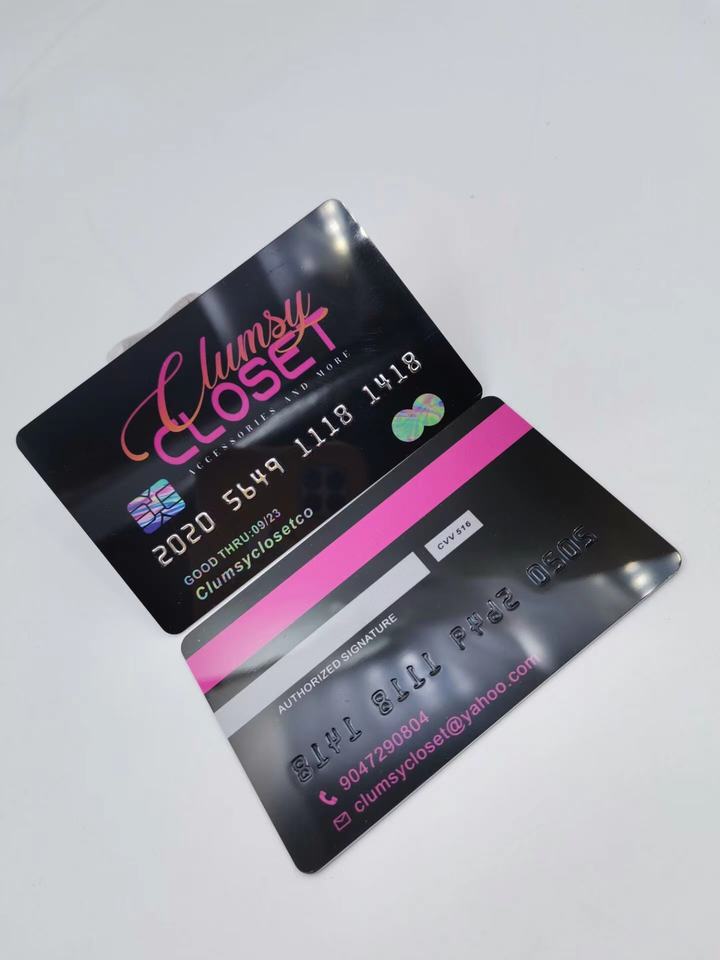 Clumsy
CLOSET
ACCESSORIES AND MORE
2020 5649 1118 1418
GOOD THRU:09/23
Clumsyclosetco
CVV 516
AUTHORIZED SIGNATURE
9047290804
clumsycloset@yahoo.com